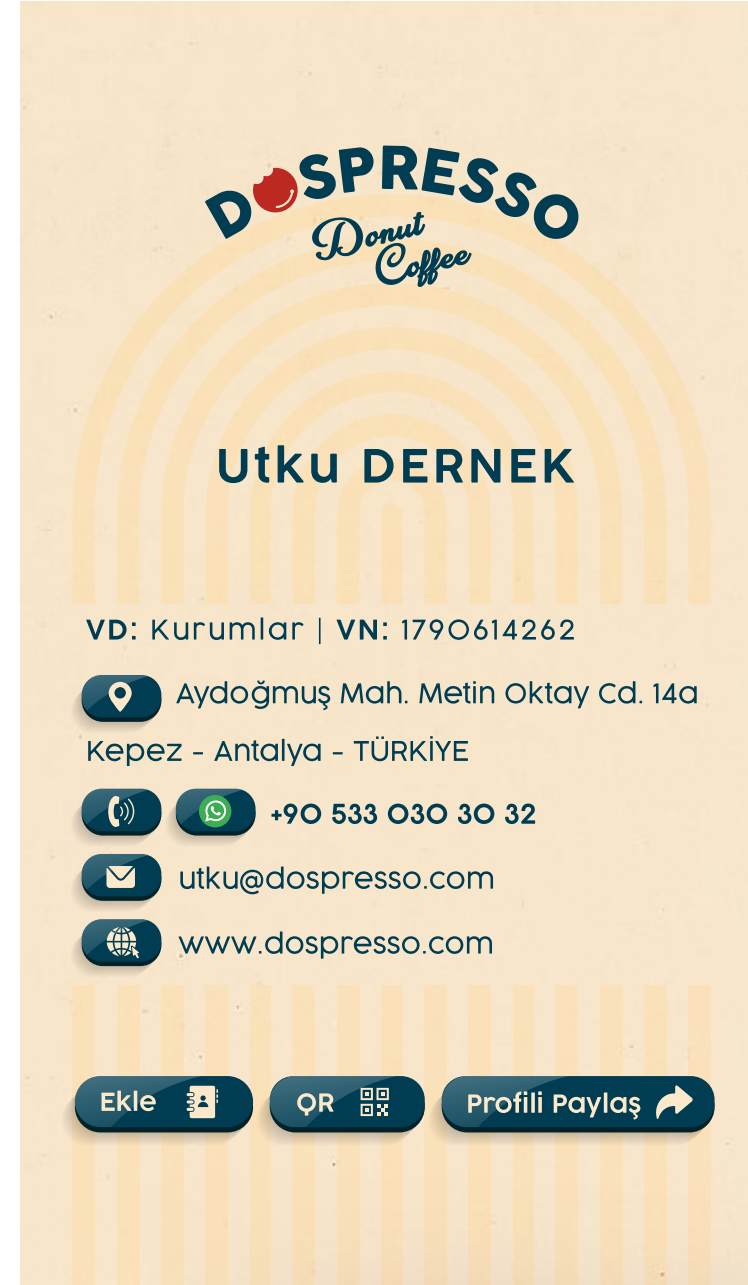 DOSPRESSO
Donut
Coffee
Utku DERNEK
VD: Kurumlar | VN: 1790614262
Aydoğmuş Mah. Metin Oktay Cd. 14a
Kepez - Antalya - TÜRKİYE
+90 533 030 30 32
utku@dospresso.com
www.dospresso.com
Ekle
QR
Profili Paylaş